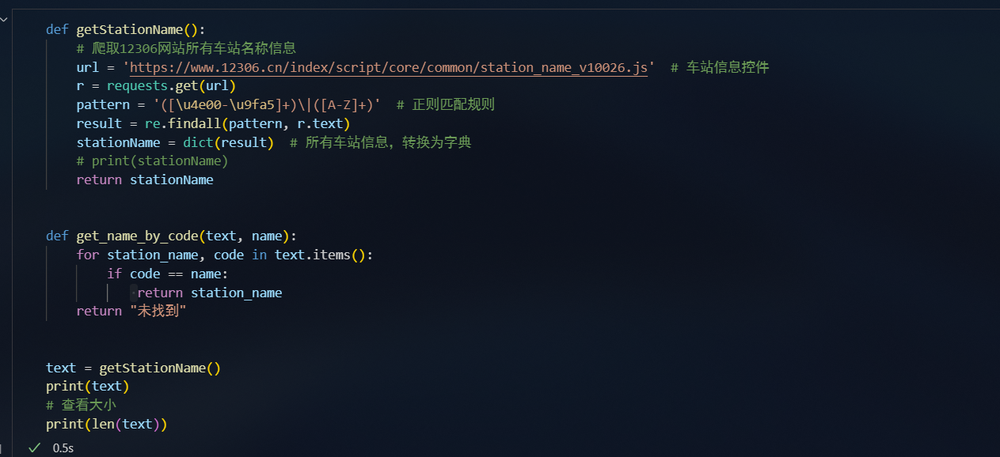 def getStationName():
    # 爬取12306网站所有车站名称信息
    url = 'https://www.12306.cn/index/script/core/common/station_name_v10026.js'  # 车站信息控件
    r = requests.get(url)
    pattern = '([\u4e00-\u9fa5]+)\|([A-Z]+)'  # 正则匹配规则
    result = re.findall(pattern, r.text)
    stationName = dict(result)  # 所有车站信息，转换为字典
    # print(stationName)
    return stationName
def get_name_by_code(text, name):
    for station_name, code in text.items():
        if code == name:
            return station_name
    return "未找到"
text = getStationName()
print(text)
# 查看大小
print(len(text))
0.5s